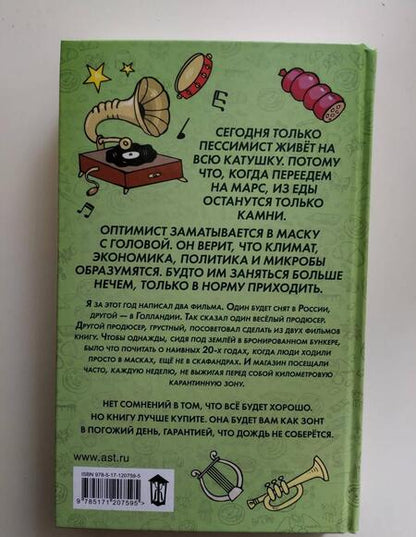 СЕГОДНЯ ТОЛЬКО
ПЕССИМИСТ ЖИВЁТ НА
ВСЮ КАТУШКУ. ПОТОМУ
ЧТО, КОГДА ПЕРЕЕДЕМ
НА МАРС, ИЗ ЕДЫ
ОСТАНУТСЯ ТОЛЬКО
КАМНИ.
ОПТИМИСТ ЗАМАТЫВАЕТСЯ В МАСКУ
С ГОЛОВОЙ. ОН ВЕРИТ, ЧТО КЛИМАТ,
ЭКОНОМИКА, ПОЛИТИКА И МИКРОБЫ
ОБРАЗУМЯТСЯ. БУДТО ИМ ЗАНЯТЬСЯ БОЛЬШЕ
НЕЧЕМ, ТОЛЬКО В НОРМУ ПРИХОДИТЬ.
Я ЗА ЭТОТ ГОД НАПИСАЛ ДВА ФИЛЬМА. ОДИН БУДЕТ СНЯТ В РОССИИ,
ДРУГОЙ — В ГОЛЛАНДИИ. ТАК СКАЗАЛ ОДИН ВЕСЁЛЫЙ ПРОДЮСЕР.
ДРУГОЙ ПРОДЮСЕР, ГРУСТНЫЙ, ПОСОВЕТОВАЛ СДЕЛАТЬ ИЗ ДВУХ ФИЛЬМОВ
КНИГУ. ЧТОБЫ ОДНАЖДЫ, СИДЯ ПОД ЗЕМЛЁЙ В БРОНИРОВАННОМ БУНКЕРЕ,
БЫЛО ЧТО ПОЧИТАТЬ О НАИВНЫХ 20-Х ГОДАХ, КОГДА ЛЮДИ ХОДИЛИ
ПРОСТО В МАСКАХ, ЕЩЁ НЕ В СКАФАНДРАХ. И МАГАЗИН ПОСЕЩАЛИ
ЧАСТО, КАЖДУЮ НЕДЕЛЮ, НЕ ВЫЖИГАЯ ПЕРЕД СОБОЙ КИЛОМЕТРОВУЮ
КАРАНТИННУЮ ЗОНУ.
НЕТ СОМНЕНИЙ В ТОМ, ЧТО ВСЁ БУДЕТ ХОРОШО.
НО КНИГУ ЛУЧШЕ КУПИТЕ. ОНА БУДЕТ ВАМ КАК ЗОНТ
В ПОГОЖИЙ ДЕНЬ, ГАРАНТИЕЙ, ЧТО ДОЖДЬ НЕ СОБЕРЁТСЯ.
www.ast.ru
ISBN 978-5-17-120759-5
9 785171 207595 >